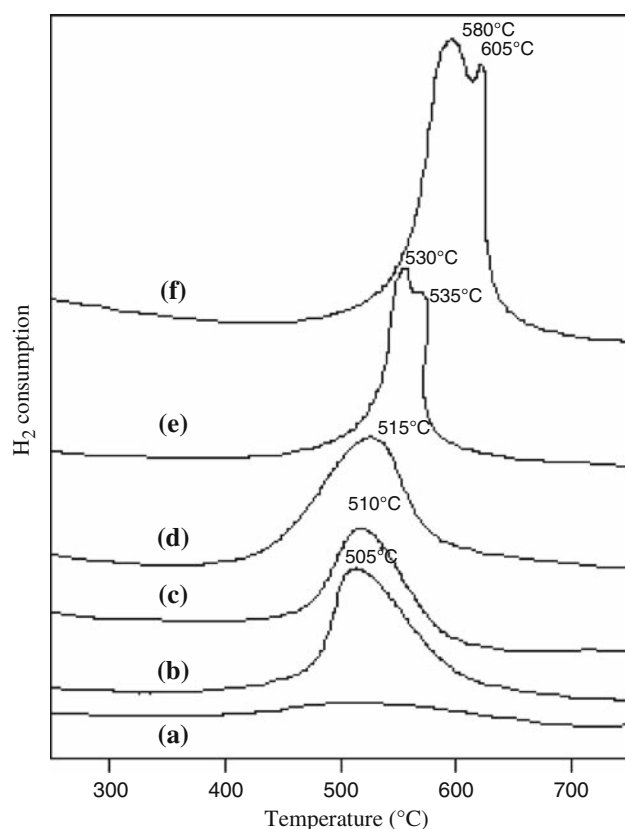 580°C
605°C
530°C
(f)
535°C
H₂ consumption
(e)
515°C
510°C
(d)
505°C
(c)
(b)
(a)
300 400 500 600 700
Temperature (°C)